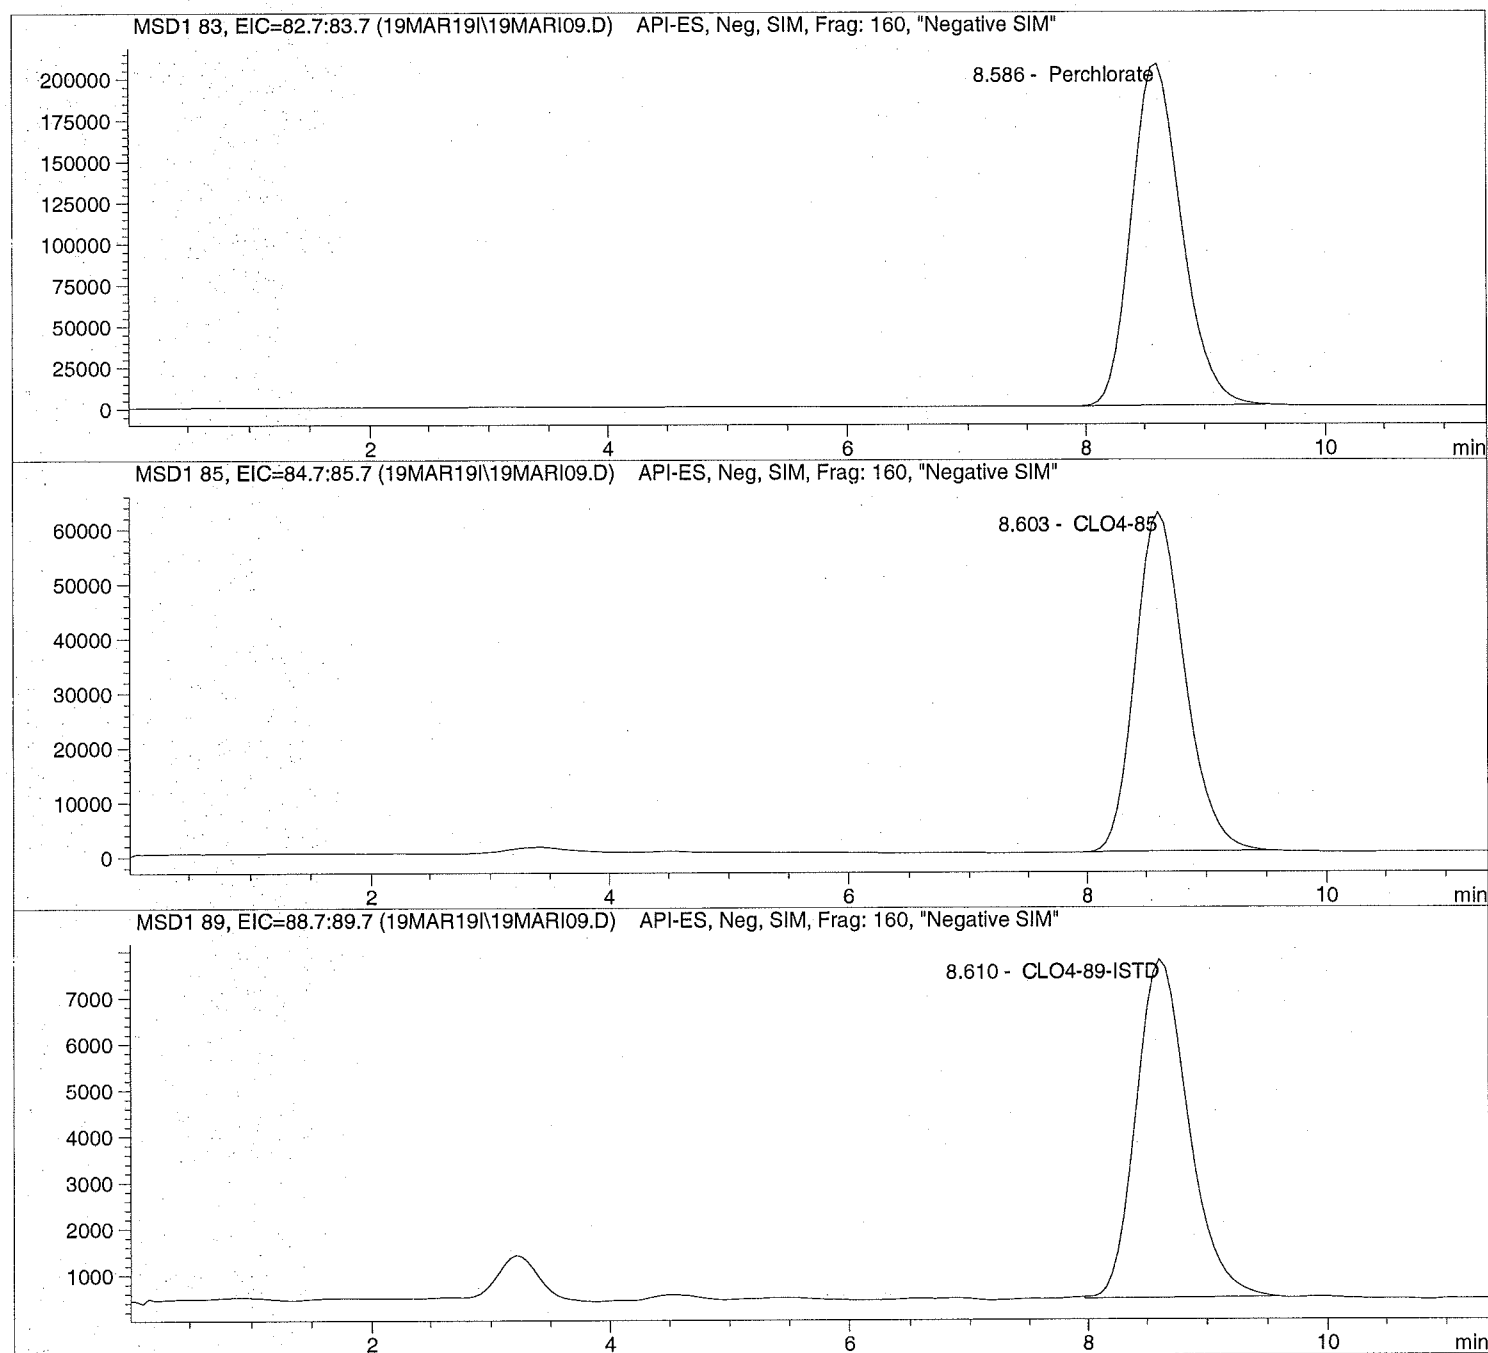 MSD1 83, EIC=82.7:83.7 (19MAR19I\19MARI09.D) API-ES, Neg, SIM, Frag: 160, "Negative SIM"
8.586 - Perchlorate
200000
175000
150000
125000
100000
75000
50000
25000
0
2 4 6 8 10 min
MSD1 85, EIC=84.7:85.7 (19MAR19I\19MARI09.D) API-ES, Neg, SIM, Frag: 160, "Negative SIM"
8.603 - CLO4-85
60000
50000
40000
30000
20000
10000
0
2 4 6 8 10 min
MSD1 89, EIC=88.7:89.7 (19MAR19I\19MARI09.D) API-ES, Neg, SIM, Frag: 160, "Negative SIM"
8.610 - CLO4-89-ISTD
7000
6000
5000
4000
3000
2000
1000
2 4 6 8 10 min